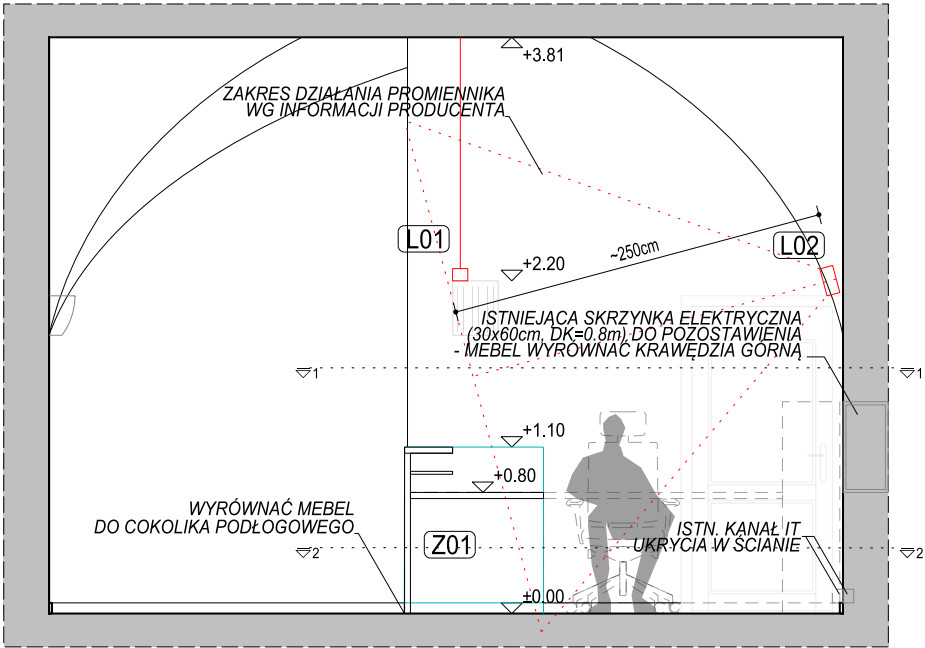 +3.81
ZAKRES DZIAŁANIA PROMIENNIKA
WG INFORMACJI PRODUCENTA
L01
L02
~250cm
+2.20
ISTNIEJĄCA SKRZYNKA ELEKTRYCZNA
(30x60cm, DK=0.8m) DO POZOSTAWIENIA
- MEBEL WYRÓWNAĆ KRAWĘDZIĄ GÓRNĄ
1
1
+1.10
+0.80
WYRÓWNAĆ MEBEL
DO COKOLIKA PODŁOGOWEGO
Z01
ISTN. KANAŁ IT
UKRYCIA W ŚCIANIE
2
2
±0.00